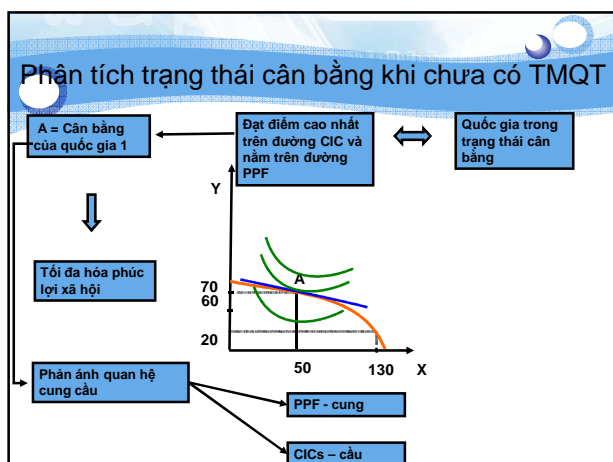 Phân tích trạng thái cân bằng khi chưa có TMQT
A = Cân bằng
của quốc gia 1
Đạt điểm cao nhất
trên đường CIC và
nằm trên đường
PPF
Quốc gia trong
trạng thái cân
bằng
Y
Tối đa hóa phúc
lợi xã hội
A
70
60
20
50
130
X
Phản ánh quan hệ
cung cầu
PPF - cung
CICs – cầu